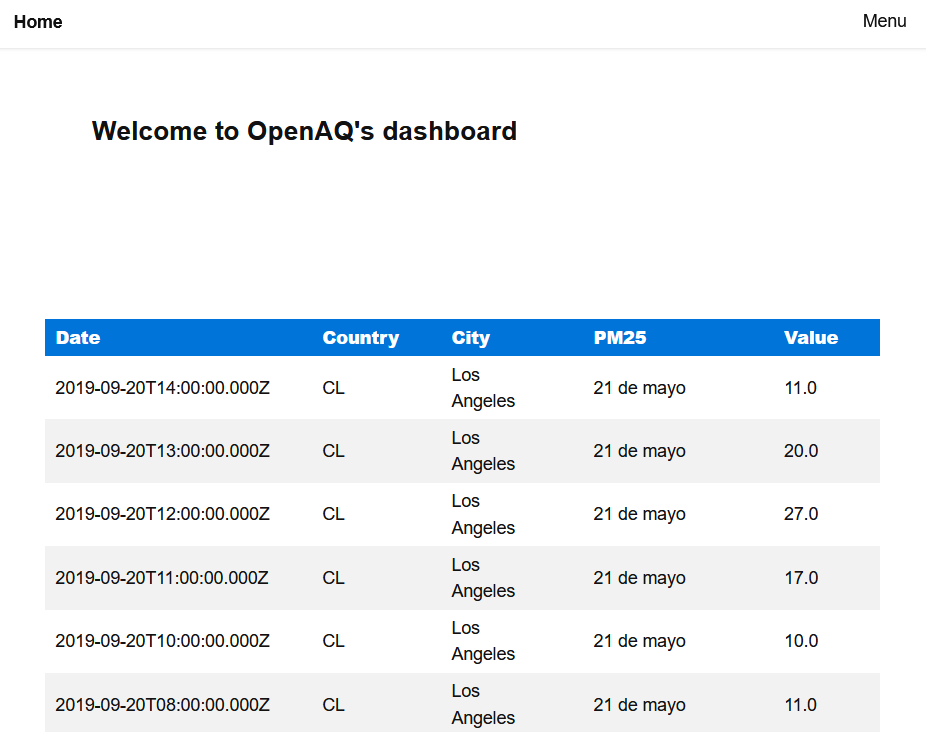 Home Menu
Welcome to OpenAQ's dashboard
Date Country City PM25 Value
2019-09-20T14:00:00.000Z CL Los Angeles 21 de mayo 11.0
2019-09-20T13:00:00.000Z CL Los Angeles 21 de mayo 20.0
2019-09-20T12:00:00.000Z CL Los Angeles 21 de mayo 27.0
2019-09-20T11:00:00.000Z CL Los Angeles 21 de mayo 17.0
2019-09-20T10:00:00.000Z CL Los Angeles 21 de mayo 10.0
2019-09-20T08:00:00.000Z CL Los Angeles 21 de mayo 11.0